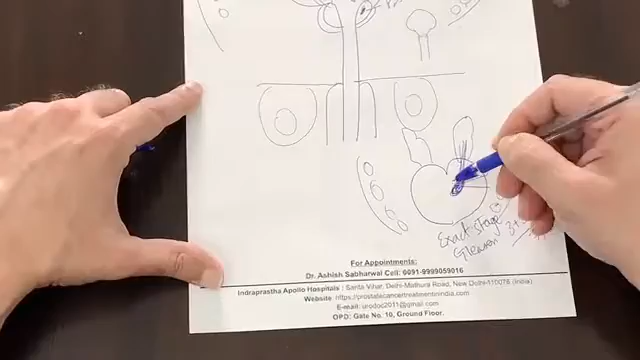 Exact stage
Gleason 3+
For Appointments:
Dr. Ashish Sabharwal Cell: 0091-9999059016
Indraprastha Apollo Hospitals : Sarita Vihar, Delhi-Mathura Road, New Delhi-110076 (India)
Website :https://prostatecancertreatmentinindia.com
E-mail: urodoc2011@gmail.com
OPD: Gate No. 10, Ground Floor.